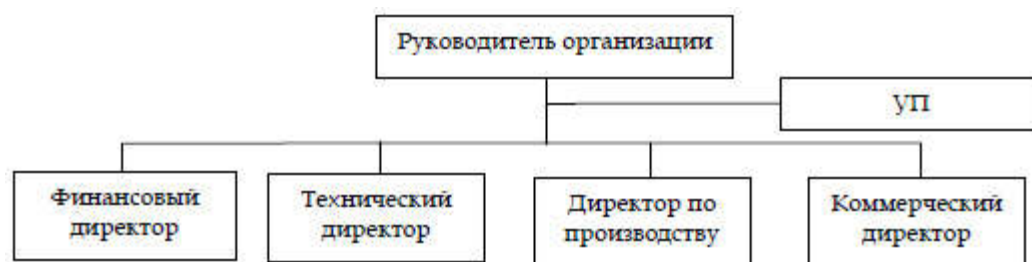 Руководитель организации
УП
Финансовый
директор
Технический
директор
Директор по
производству
Коммерческий
директор